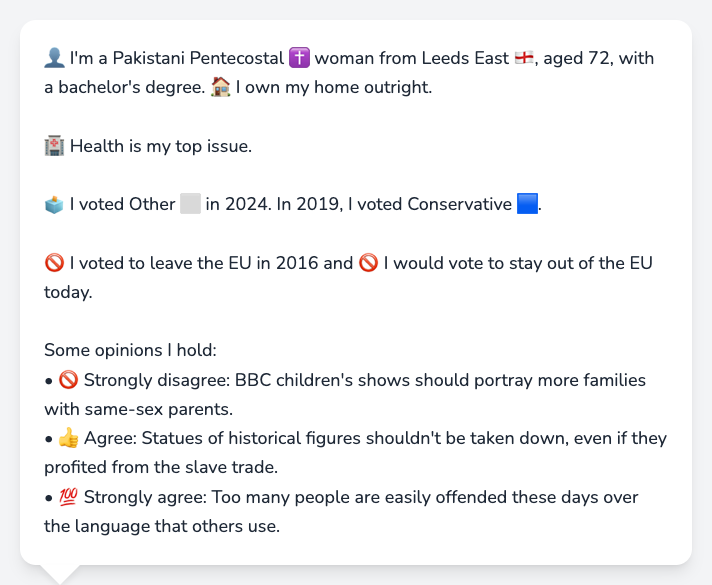 👤 I'm a Pakistani Pentecostal ✝️ woman from Leeds East 🏴󠁧󠁢󠁥󠁮󠁧󠁿, aged 72, with
a bachelor's degree. 🏠 I own my home outright.
🏥 Health is my top issue.
🗳️ I voted Other ⬜ in 2024. In 2019, I voted Conservative 🟦.
🚫 I voted to leave the EU in 2016 and 🚫 I would vote to stay out of the EU
today.
Some opinions I hold:
• 🚫 Strongly disagree: BBC children's shows should portray more families
with same-sex parents.
• 👍 Agree: Statues of historical figures shouldn't be taken down, even if they
profited from the slave trade.
• 💯 Strongly agree: Too many people are easily offended these days over
the language that others use.